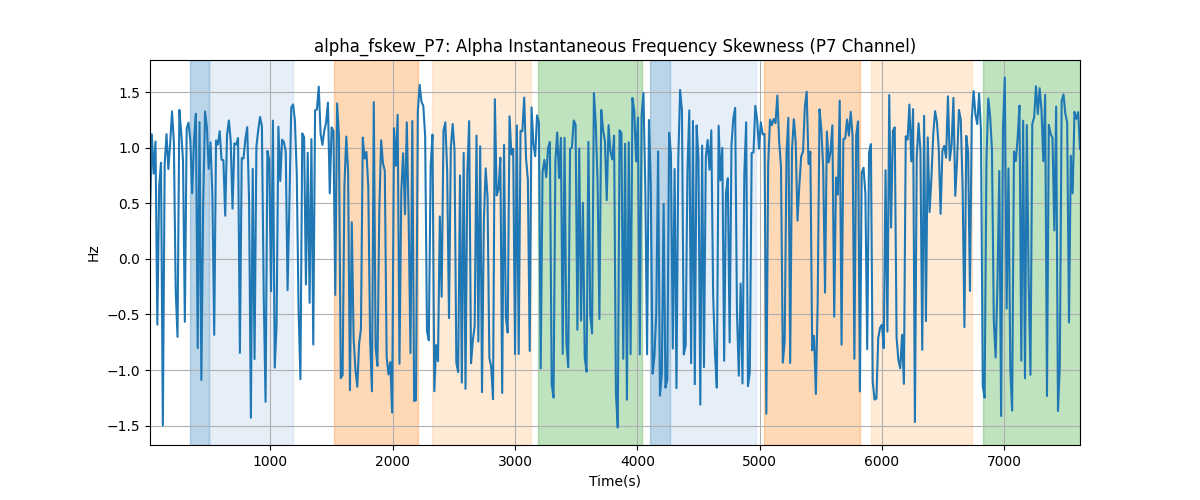 alpha_fskew_P7: Alpha Instantaneous Frequency Skewness (P7 Channel)
Hz
1.5
1.0
0.5
0.0
−0.5
−1.0
−1.5
1000 2000 3000 4000 5000 6000 7000
Time(s)